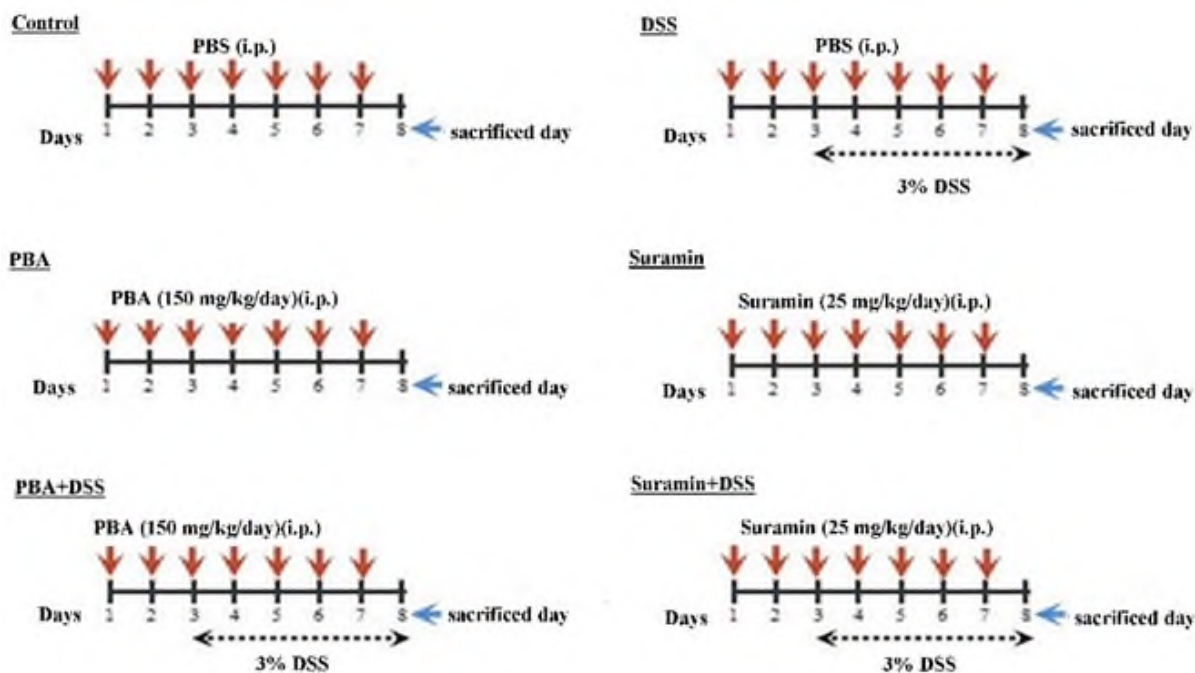 Control
PBS (i.p.)
Days 1 2 3 4 5 6 7 8 sacrificed day
DSS
PBS (i.p.)
Days 1 2 3 4 5 6 7 8 sacrificed day
3% DSS
PBA
PBA (150 mg/kg/day)(i.p.)
Days 1 2 3 4 5 6 7 8 sacrificed day
Suramin
Suramin (25 mg/kg/day)(i.p.)
Days 1 2 3 4 5 6 7 8 sacrificed day
PBA+DSS
PBA (150 mg/kg/day)(i.p.)
Days 1 2 3 4 5 6 7 8 sacrificed day
3% DSS
Suramin+DSS
Suramin (25 mg/kg/day)(i.p.)
Days 1 2 3 4 5 6 7 8 sacrificed day
3% DSS